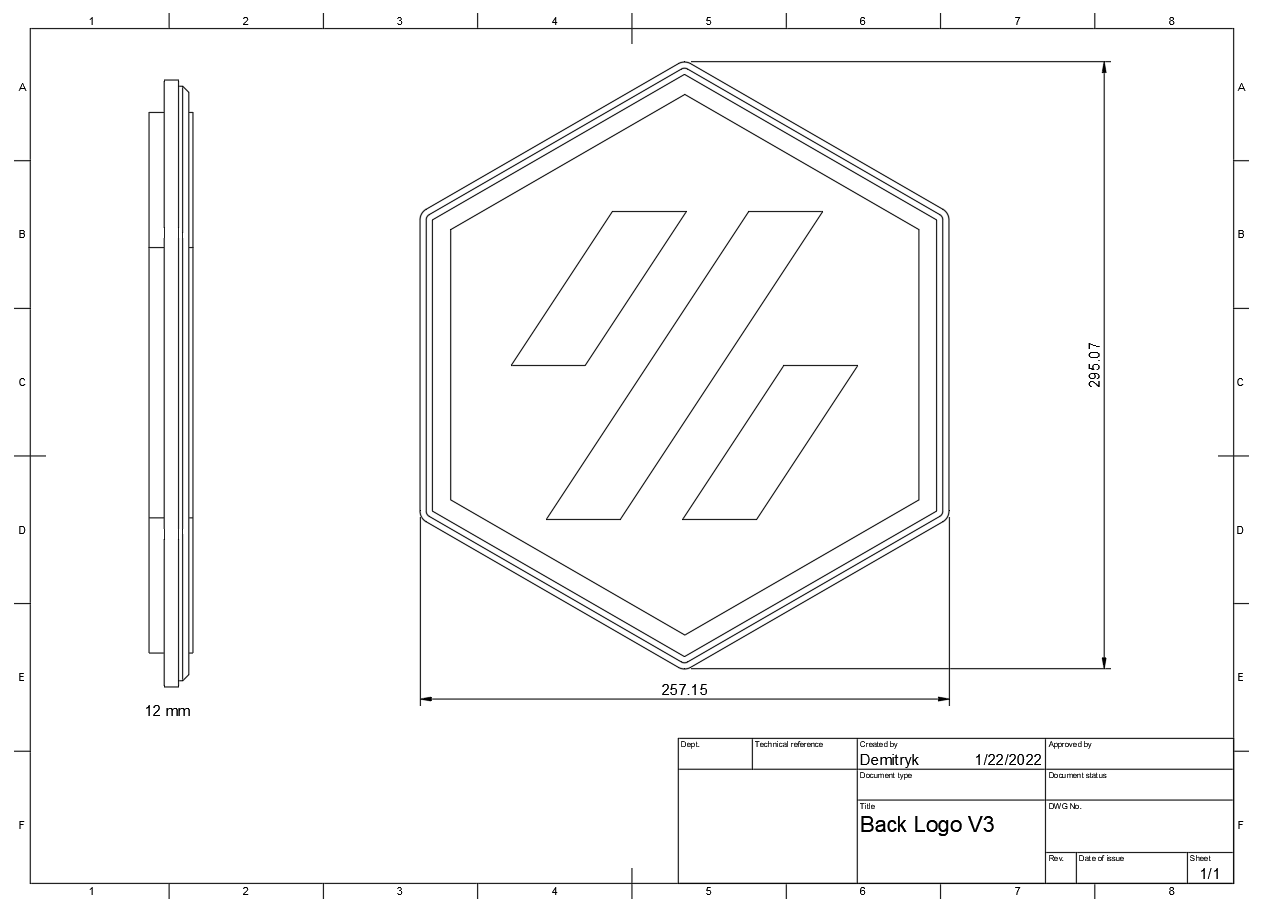 1 2 3 4 5 6 7 8
A A
B B
295.07
C C
D D
E E
257.15
12 mm
Dept. Technical reference Created by Approved by
Demitryk 1/22/2022
Document type Document status
Title DWG No.
Back Logo V3
F F
Rev. Date of issue Sheet
1/1
1 2 3 4 5 6 7 8